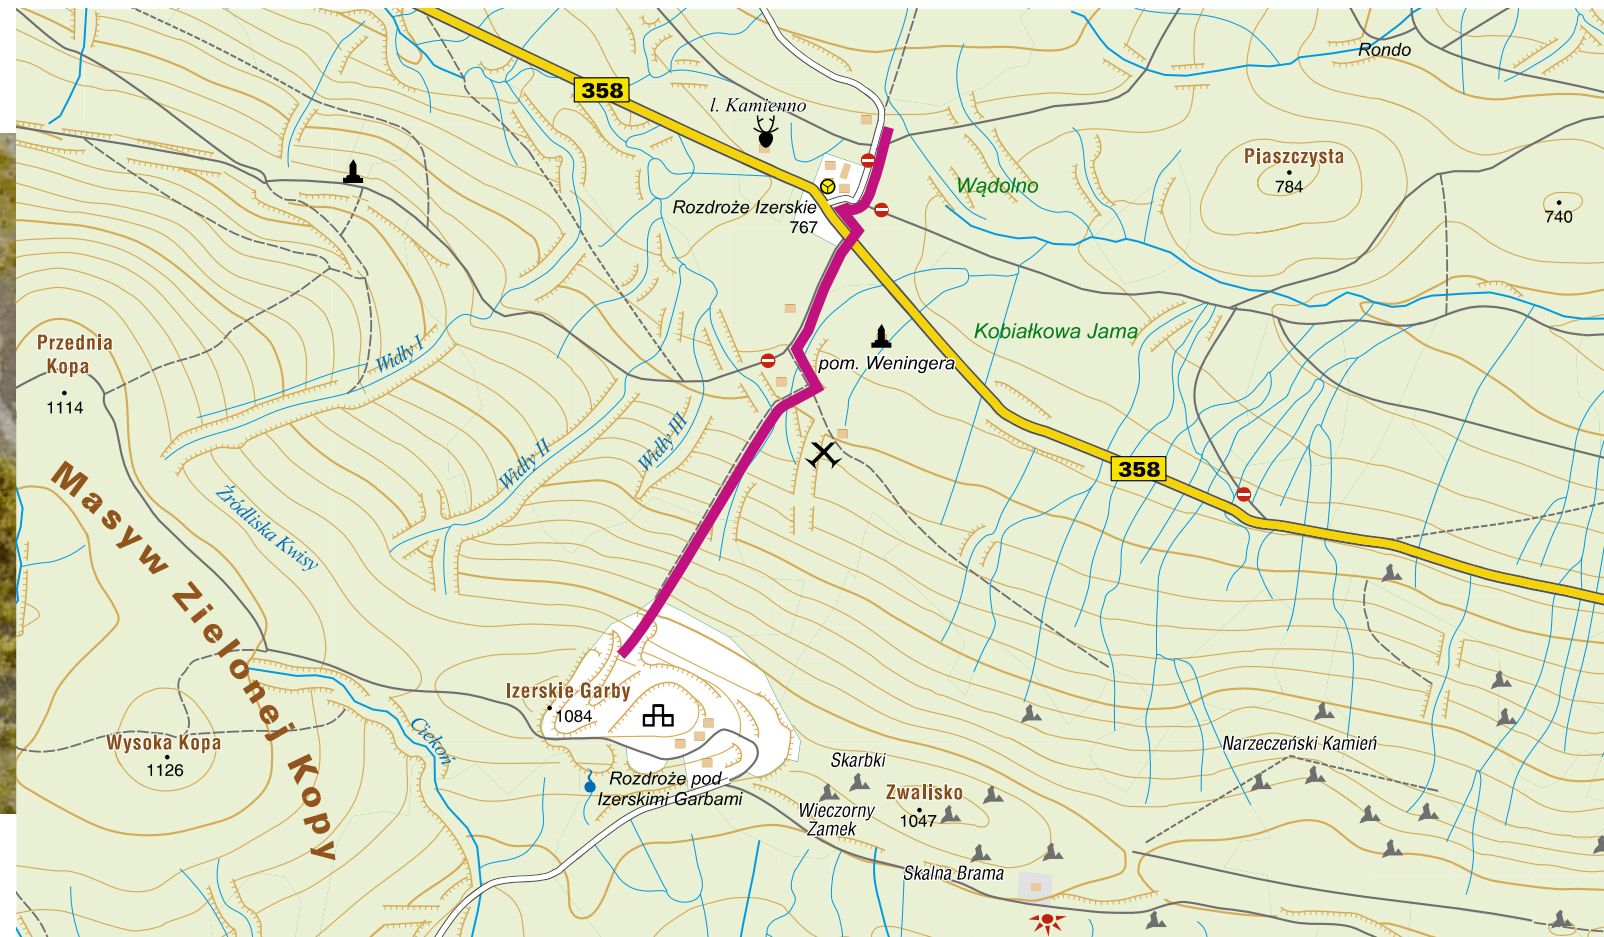 Rondo
358
l. Kamienno
Piaszczysta
784
Wądolno
Rozdroże Izerskie
767
740
Kobiałkowa Jama
Przednia
Kopa
1114
Widły I
pom. Weningera
Widły II
Widły III
358
Źródliska Kwisy
Masyw Zielonej Kopy
Izerskie Garby
1084
Ciekoń
Wysoka Kopa
1126
Narzeczeński Kamień
Skarbki
Rozdroże pod
Izerskimi Garbami
Zwalisko
1047
Wieczorny
Zamek
Skalna Brama